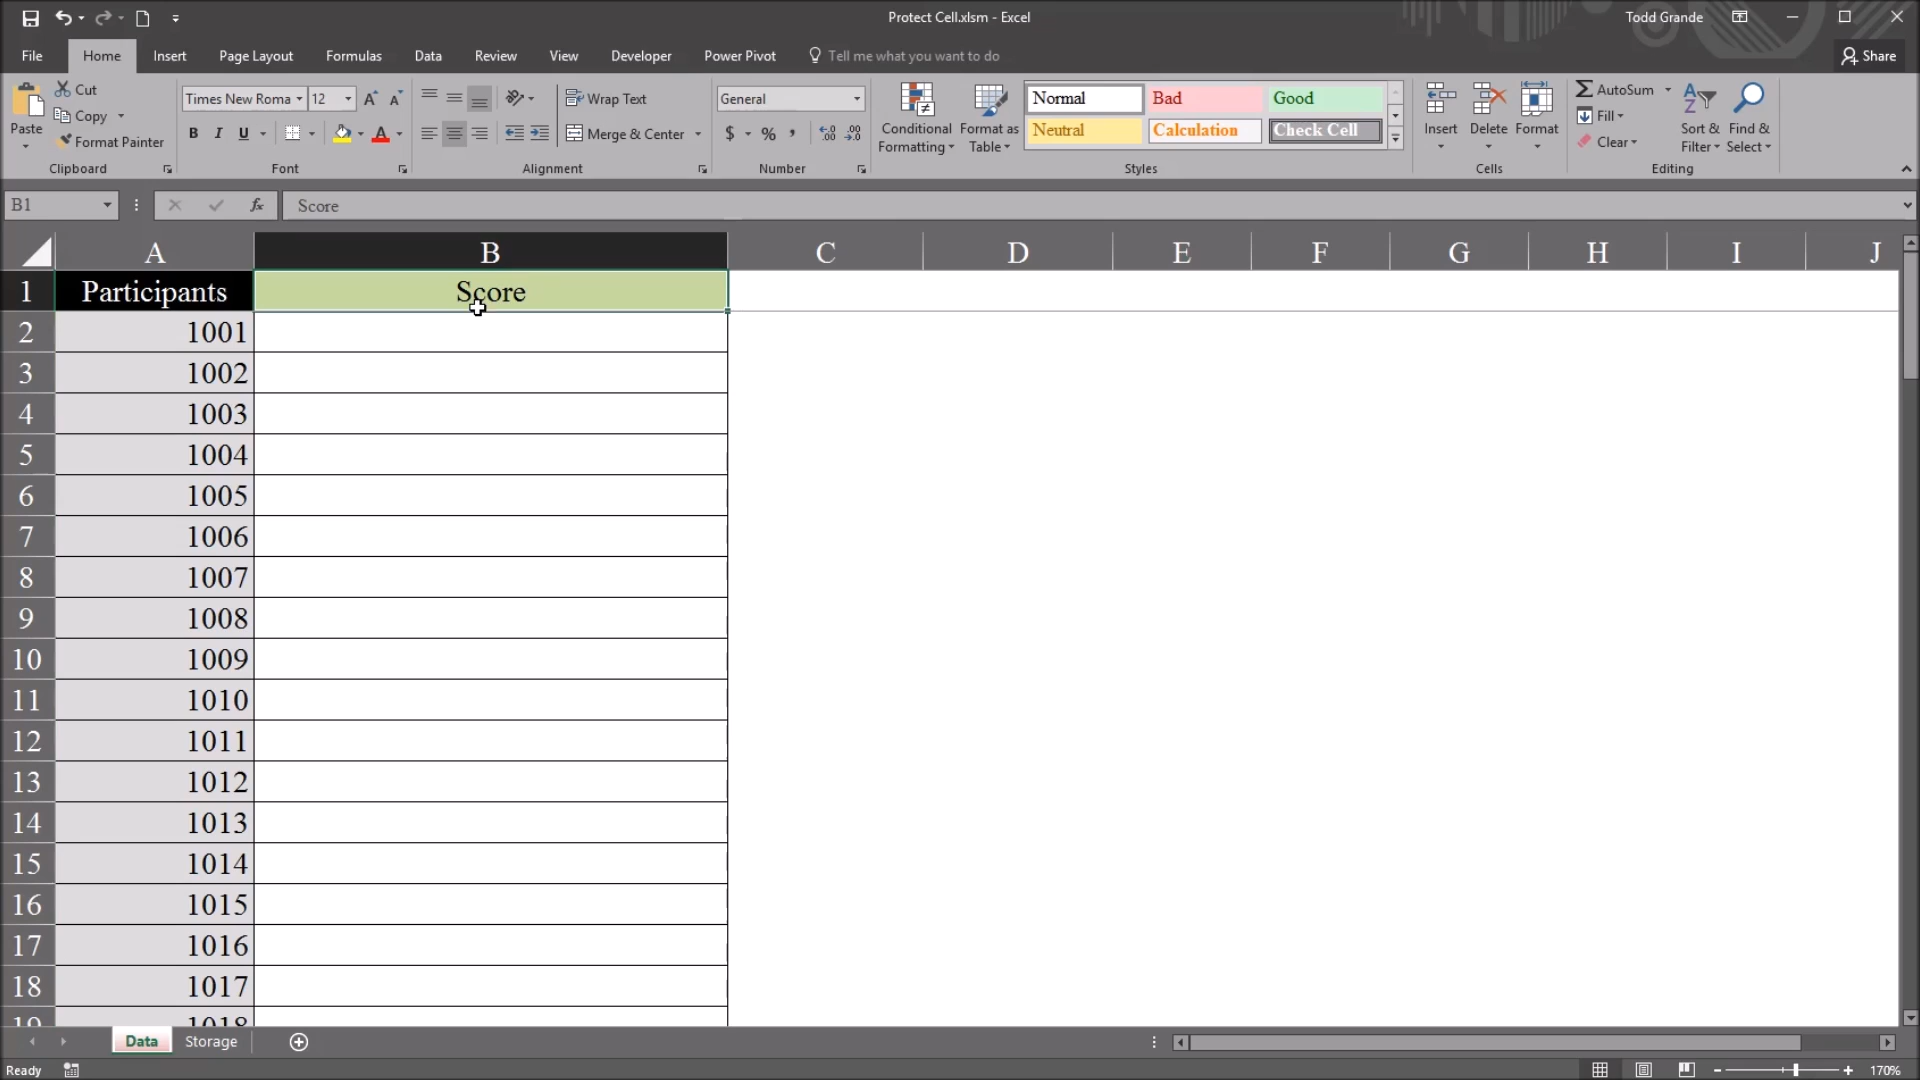 Protect Cell.xlsm - Excel
Todd Grande
File Home Insert Page Layout Formulas Data Review View Developer Power Pivot Tell me what you want to do Share
Paste
Cut
Copy
Format Painter
Clipboard
Times New Roma 12
B I U
Font
Wrap Text
Merge & Center
Alignment
General
$ % ,
Number
Conditional Formatting
Format as Table
Normal Bad Good
Neutral Calculation Check Cell
Styles
Insert Delete Format
Cells
AutoSum
Fill
Clear
Sort & Filter
Find & Select
Editing
B1 fx Score
A B C D E F G H I J
1 Participants Score
2 1001
3 1002
4 1003
5 1004
6 1005
7 1006
8 1007
9 1008
10 1009
11 1010
12 1011
13 1012
14 1013
15 1014
16 1015
17 1016
18 1017
19 1018
Data Storage
Ready 170%